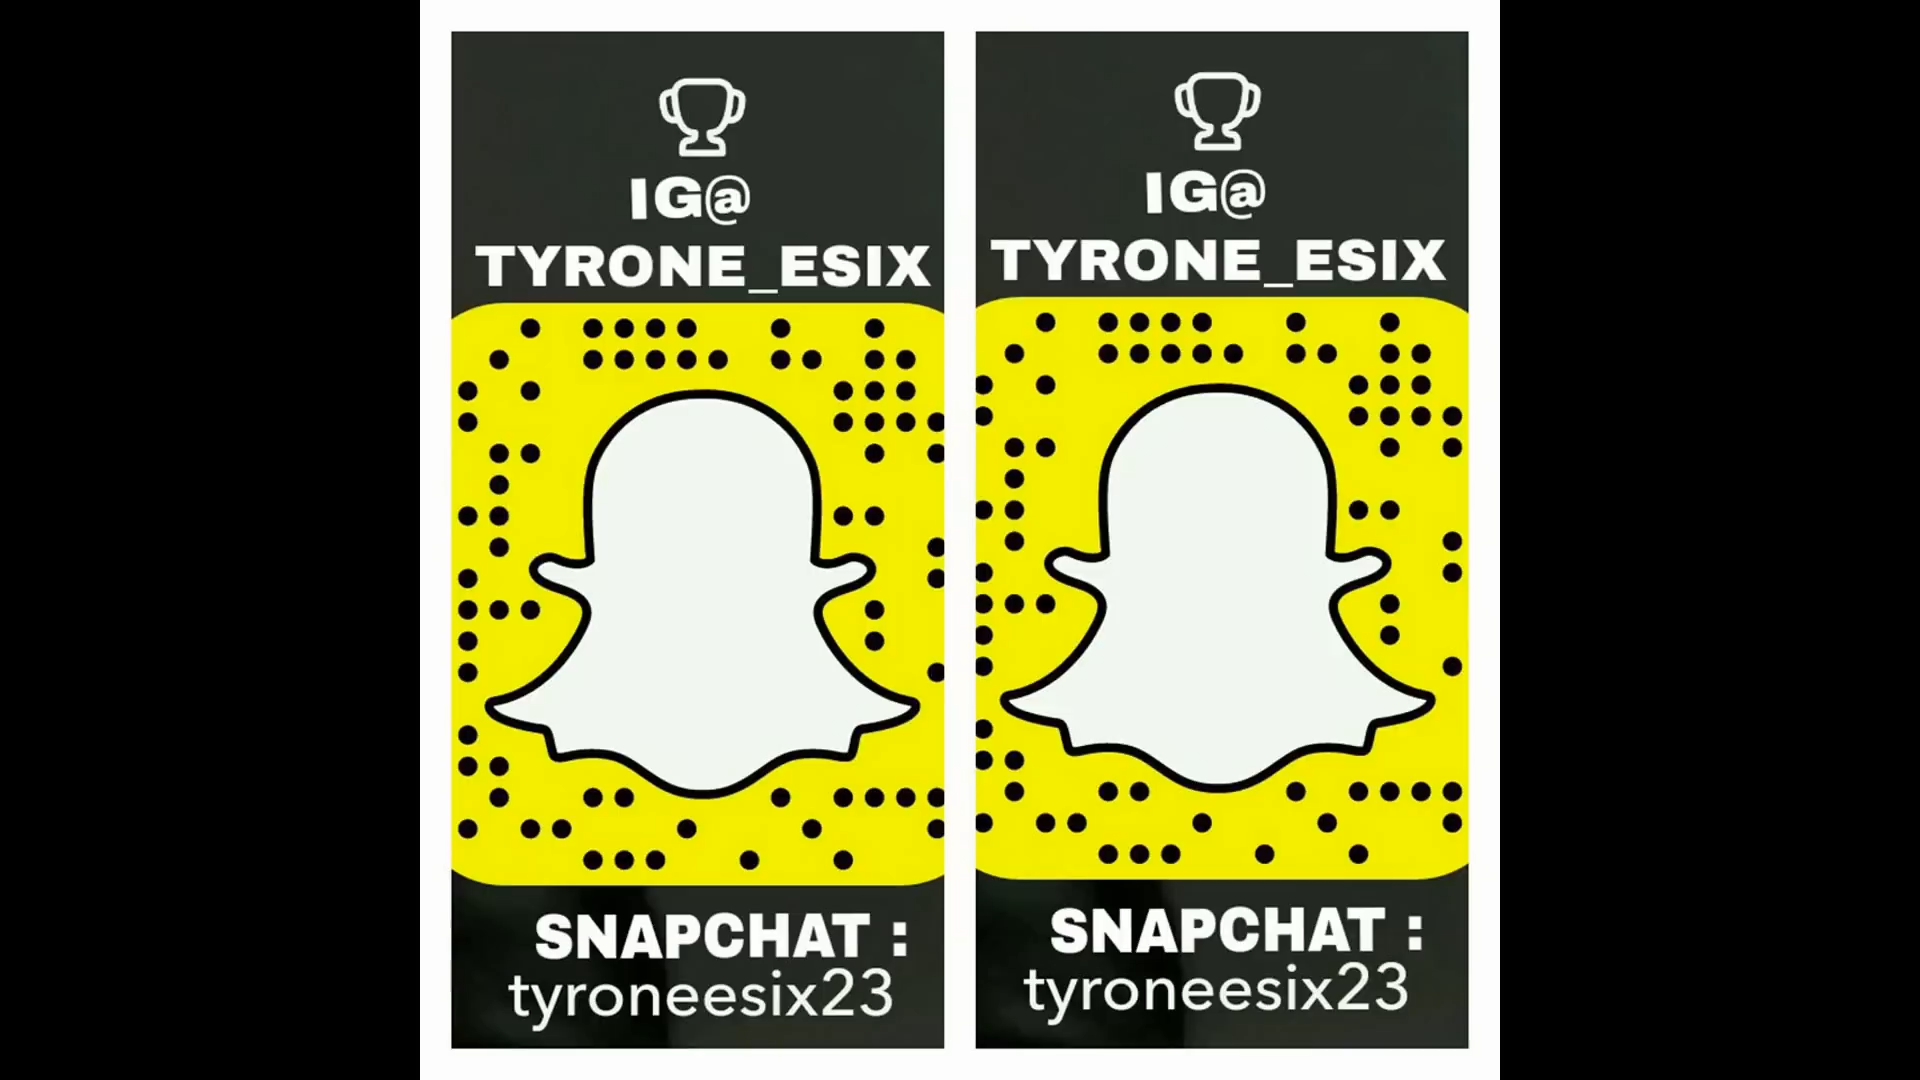 IG@
TYRONE_ESIX
SNAPCHAT :
tyroneesix23
IG@
TYRONE_ESIX
SNAPCHAT :
tyroneesix23